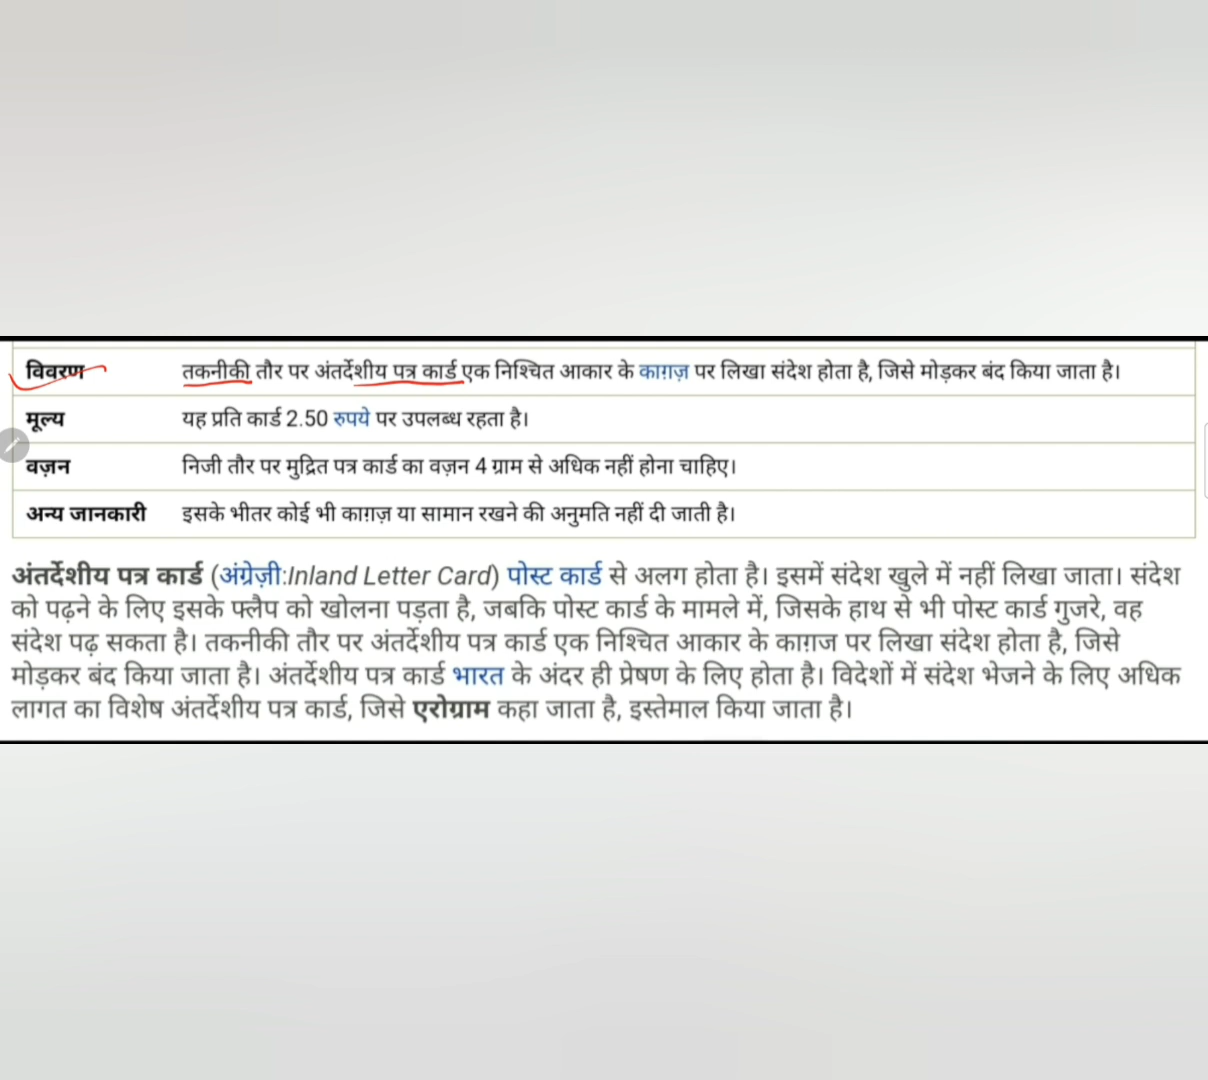 विवरण तकनीकी तौर पर अंतर्देशीय पत्र कार्ड एक निश्चित आकार के काग़ज़ पर लिखा संदेश होता है, जिसे मोड़कर बंद किया जाता है।
मूल्य यह प्रति कार्ड 2.50 रुपये पर उपलब्ध रहता है।
वज़न निजी तौर पर मुद्रित पत्र कार्ड का वज़न 4 ग्राम से अधिक नहीं होना चाहिए।
अन्य जानकारी इसके भीतर कोई भी काग़ज़ या सामान रखने की अनुमति नहीं दी जाती है।
अंतर्देशीय पत्र कार्ड (अंग्रेज़ी:Inland Letter Card) पोस्ट कार्ड से अलग होता है। इसमें संदेश खुले में नहीं लिखा जाता। संदेश
को पढ़ने के लिए इसके फ्लैप को खोलना पड़ता है, जबकि पोस्ट कार्ड के मामले में, जिसके हाथ से भी पोस्ट कार्ड गुजरे, वह
संदेश पढ़ सकता है। तकनीकी तौर पर अंतर्देशीय पत्र कार्ड एक निश्चित आकार के काग़ज पर लिखा संदेश होता है, जिसे
मोड़कर बंद किया जाता है। अंतर्देशीय पत्र कार्ड भारत के अंदर ही प्रेषण के लिए होता है। विदेशों में संदेश भेजने के लिए अधिक
लागत का विशेष अंतर्देशीय पत्र कार्ड, जिसे एरोग्राम कहा जाता है, इस्तेमाल किया जाता है।